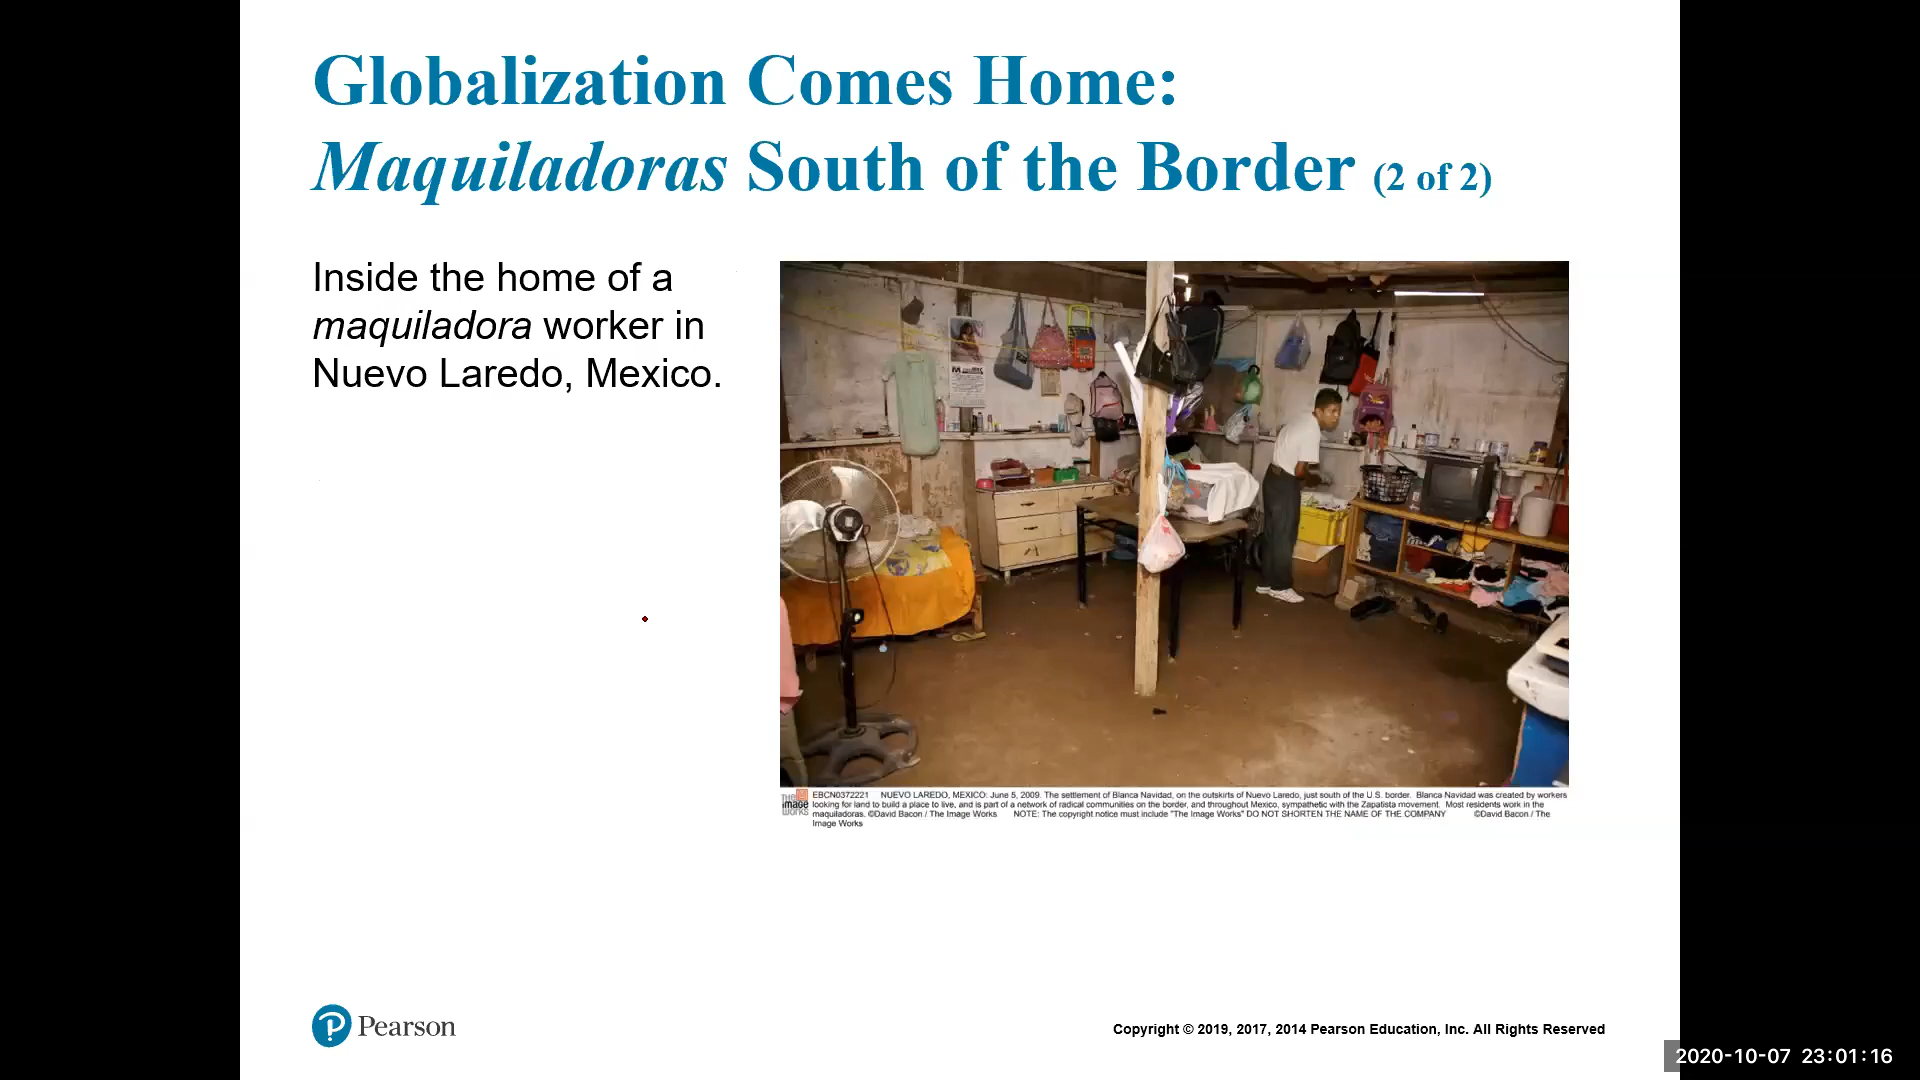 Globalization Comes Home:
Maquiladoras South of the Border (2 of 2)
Inside the home of a
maquiladora worker in
Nuevo Laredo, Mexico.
THE
image
WORKS
EBCN0372221 NUEVO LAREDO, MEXICO: June 5, 2009. The settlement of Blanca Navidad, on the outskirts of Nuevo Laredo, just south of the U.S. border. Blanca Navidad was created by workers
looking for land to build a place to live, and is part of a network of radical communities on the border, and throughout Mexico, sympathetic with the Zapatista movement. Most residents work in the
maquiladoras. ©David Bacon / The Image Works NOTE: The copyright notice must include "The Image Works" DO NOT SHORTEN THE NAME OF THE COMPANY ©David Bacon / The
Image Works
P Pearson
Copyright © 2019, 2017, 2014 Pearson Education, Inc. All Rights Reserved
2020-10-07 23:01:16